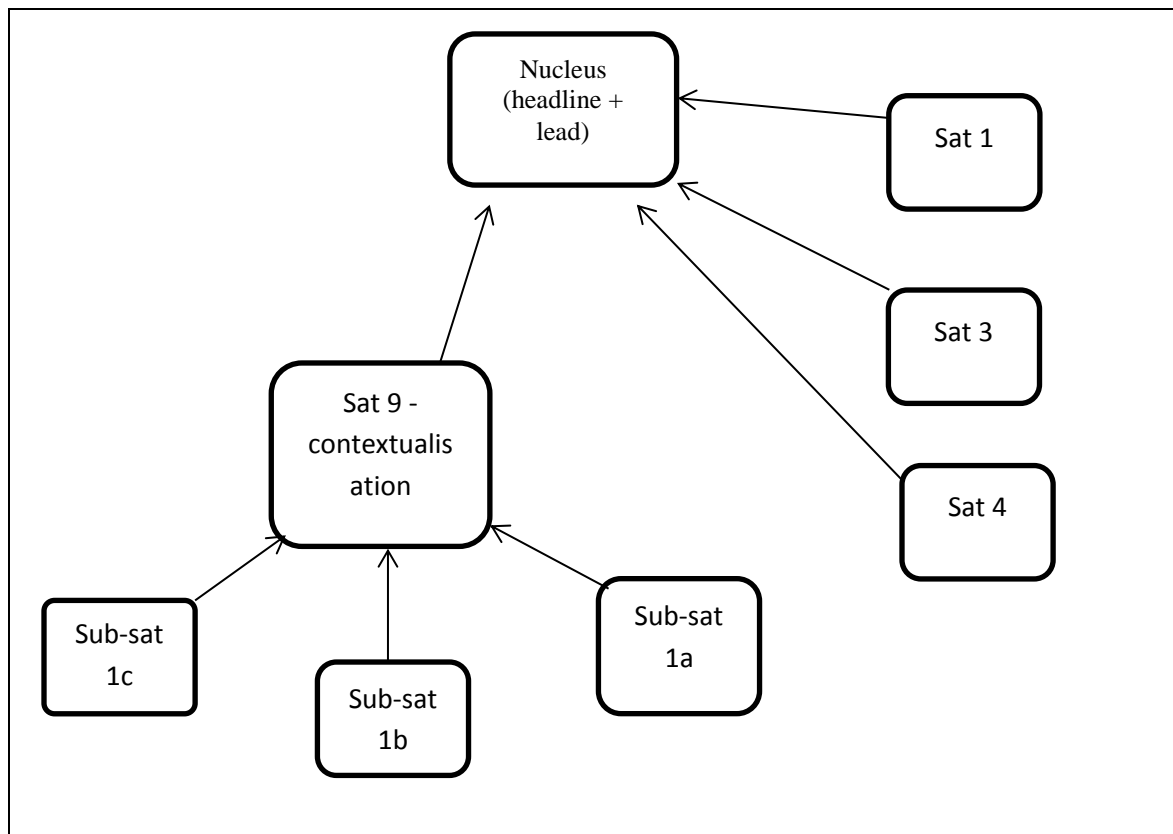 Nucleus
(headline +
lead)
Sat 1
Sat 3
Sat 9 -
contextualis
ation
Sat 4
Sub-sat
1c
Sub-sat
1b
Sub-sat
1a